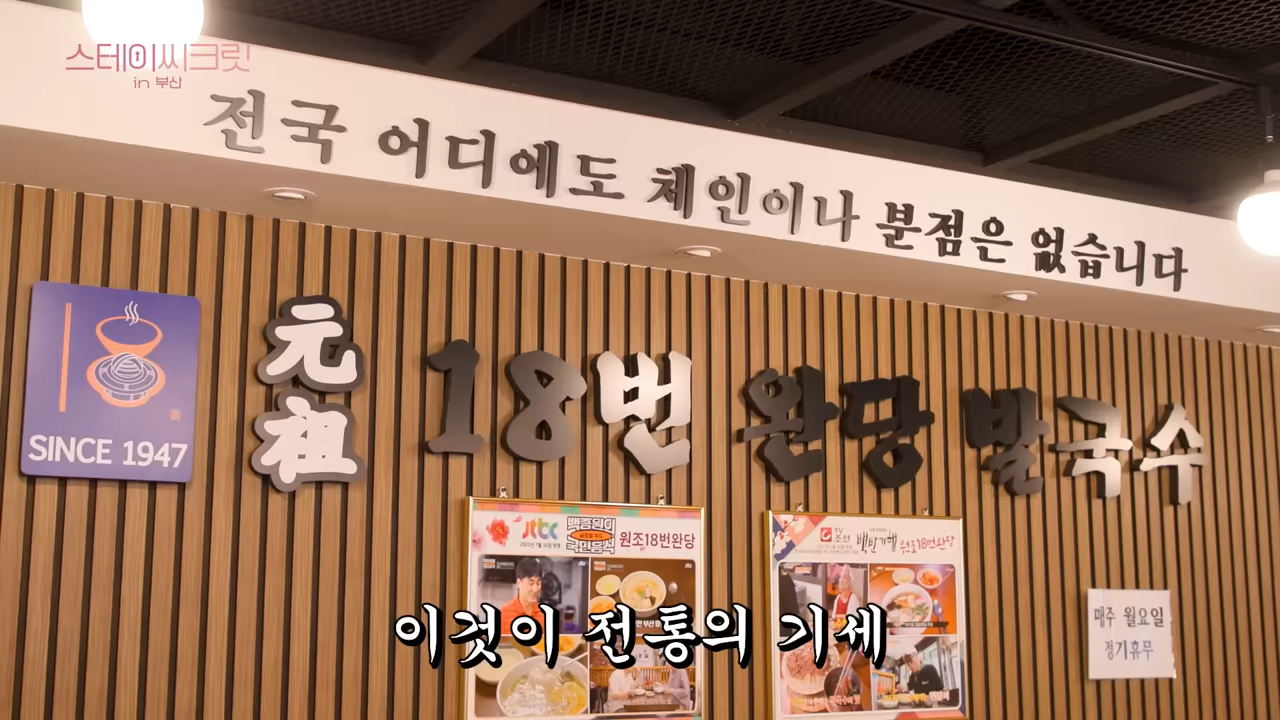 스테이씨크릿
in 부산
전국 어디에도 체인이나 분점은 없습니다
SINCE 1947
元祖
18번 완당 발국수
jtbc
백종원의
국민음식
원조18번완당
TV
조선
백반기행
원조18번완당
매주 월요일
정기휴무
이것이 전통의 기세